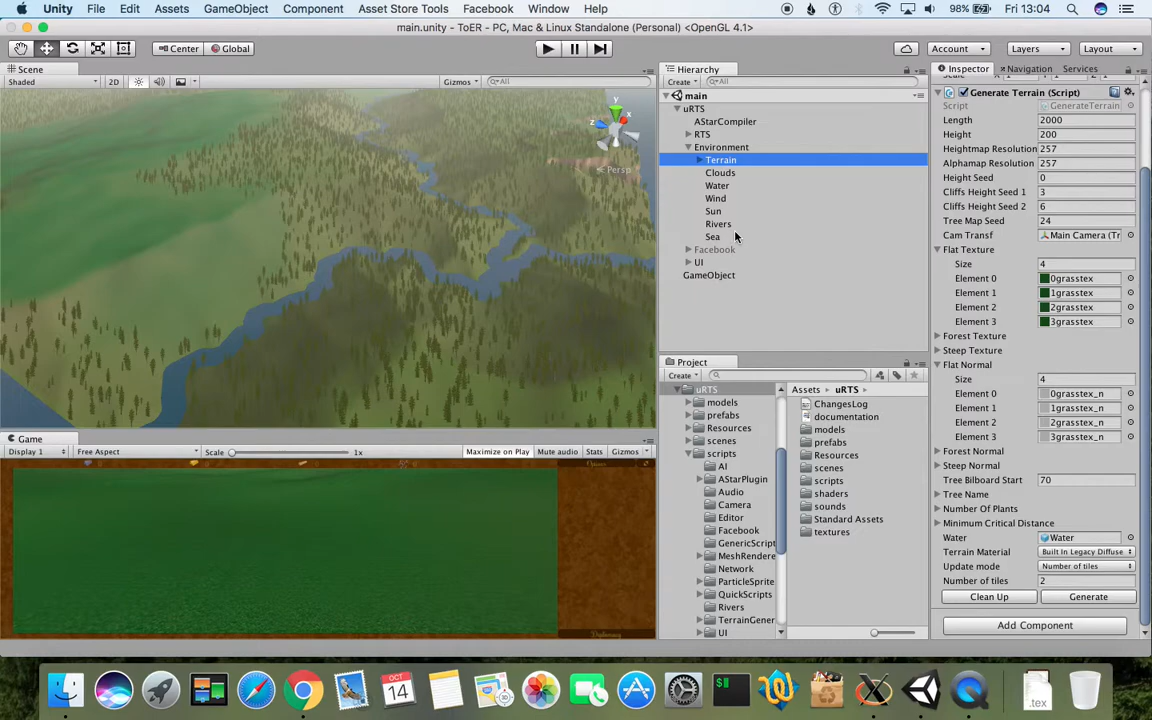 Unity File Edit Assets GameObject Component Asset Store Tools Facebook Window Help 98% Fri 13:04
main.unity - ToER - PC, Mac & Linux Standalone (Personal) <OpenGL 4.1>
Center Global Account Layers Layout
Scene
Shaded 2D Gizmos All
y
x
z
Persp
Game
Display 1 Free Aspect Scale 1x Maximize on Play Mute audio Stats Gizmos
Options
Diplomacy
Hierarchy
Create All
main
uRTS
AStarCompiler
RTS
Environment
Terrain
Clouds
Water
Wind
Sun
Rivers
Sea
Facebook
UI
GameObject
Project
Create
uRTS
models
prefabs
Resources
scenes
scripts
AI
AStarPlugin
Audio
Camera
Editor
Facebook
GenericScript
MeshRendere
Network
ParticleSprite
QuickScripts
Rivers
TerrainGener
UI
Assets uRTS
ChangesLog
documentation
models
prefabs
Resources
scenes
scripts
shaders
sounds
Standard Assets
textures
Inspector Navigation Services
Generate Terrain (Script)
Script GenerateTerrain
Length 2000
Height 200
Heightmap Resolution 257
Alphamap Resolution 257
Height Seed 0
Cliffs Height Seed 1 3
Cliffs Height Seed 2 6
Tree Map Seed 24
Cam Transf Main Camera (Tr
Flat Texture
Size 4
Element 0 0grasstex
Element 1 1grasstex
Element 2 2grasstex
Element 3 3grasstex
Forest Texture
Steep Texture
Flat Normal
Size 4
Element 0 0grasstex_n
Element 1 1grasstex_n
Element 2 2grasstex_n
Element 3 3grasstex_n
Forest Normal
Steep Normal
Tree Bilboard Start 70
Tree Name
Number Of Plants
Minimum Critical Distance
Water Water
Terrain Material Built In Legacy Diffuse
Update mode Number of tiles
Number of tiles 2
Clean Up Generate
Add Component
OCT
14
.tex